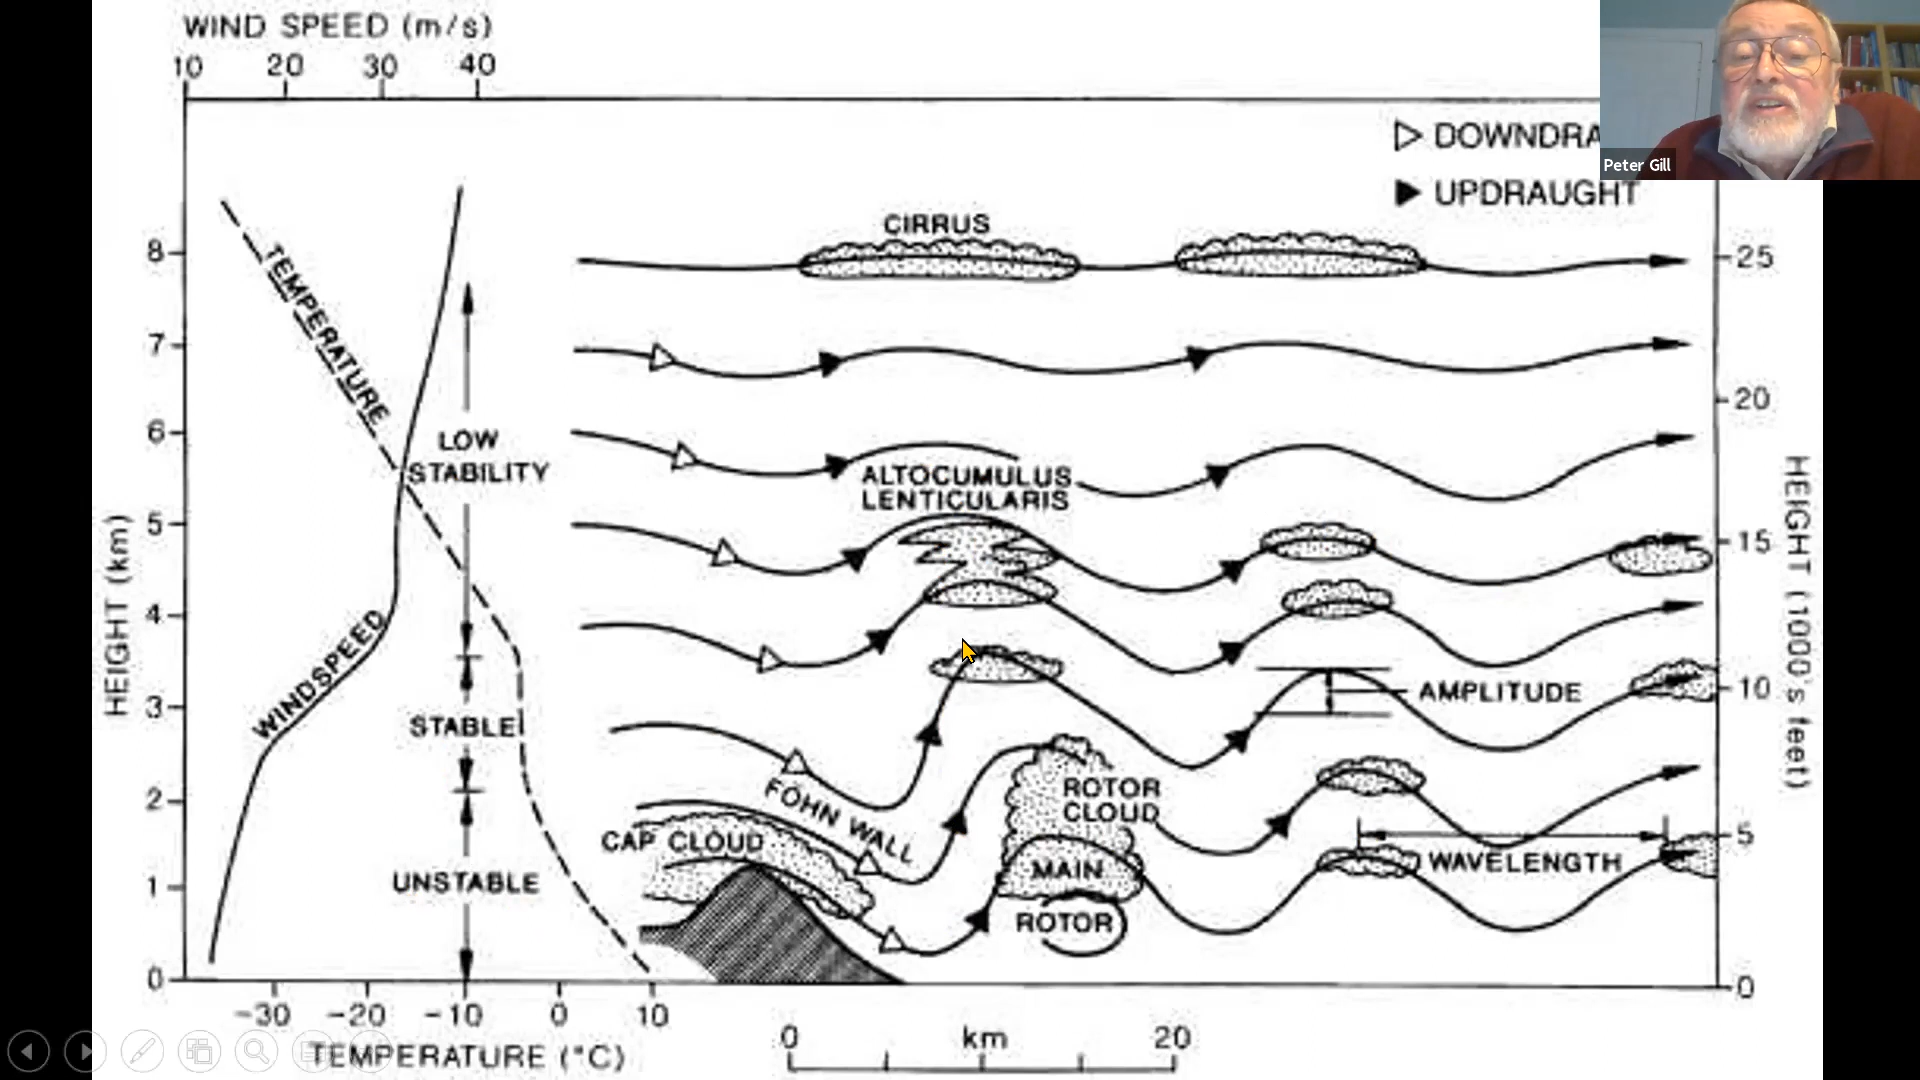 WIND SPEED (m/s)
10 20 30 40
DOWNDRA
Peter Gill
UPDRAUGHT
CIRRUS
TEMPERATURE
8
25
7
20
6
LOW
STABILITY
ALTOCUMULUS
LENTICULARIS
5
15
HEIGHT (km)
HEIGHT (1000's feet)
4
WINDSPEED
3
10
STABLE
AMPLITUDE
2
FOHN WALL
ROTOR
CLOUD
CAP CLOUD
5
1
UNSTABLE
MAIN
WAVELENGTH
ROTOR
0
0
-30 -20 -10 0 10
TEMPERATURE (°C)
0 km 20